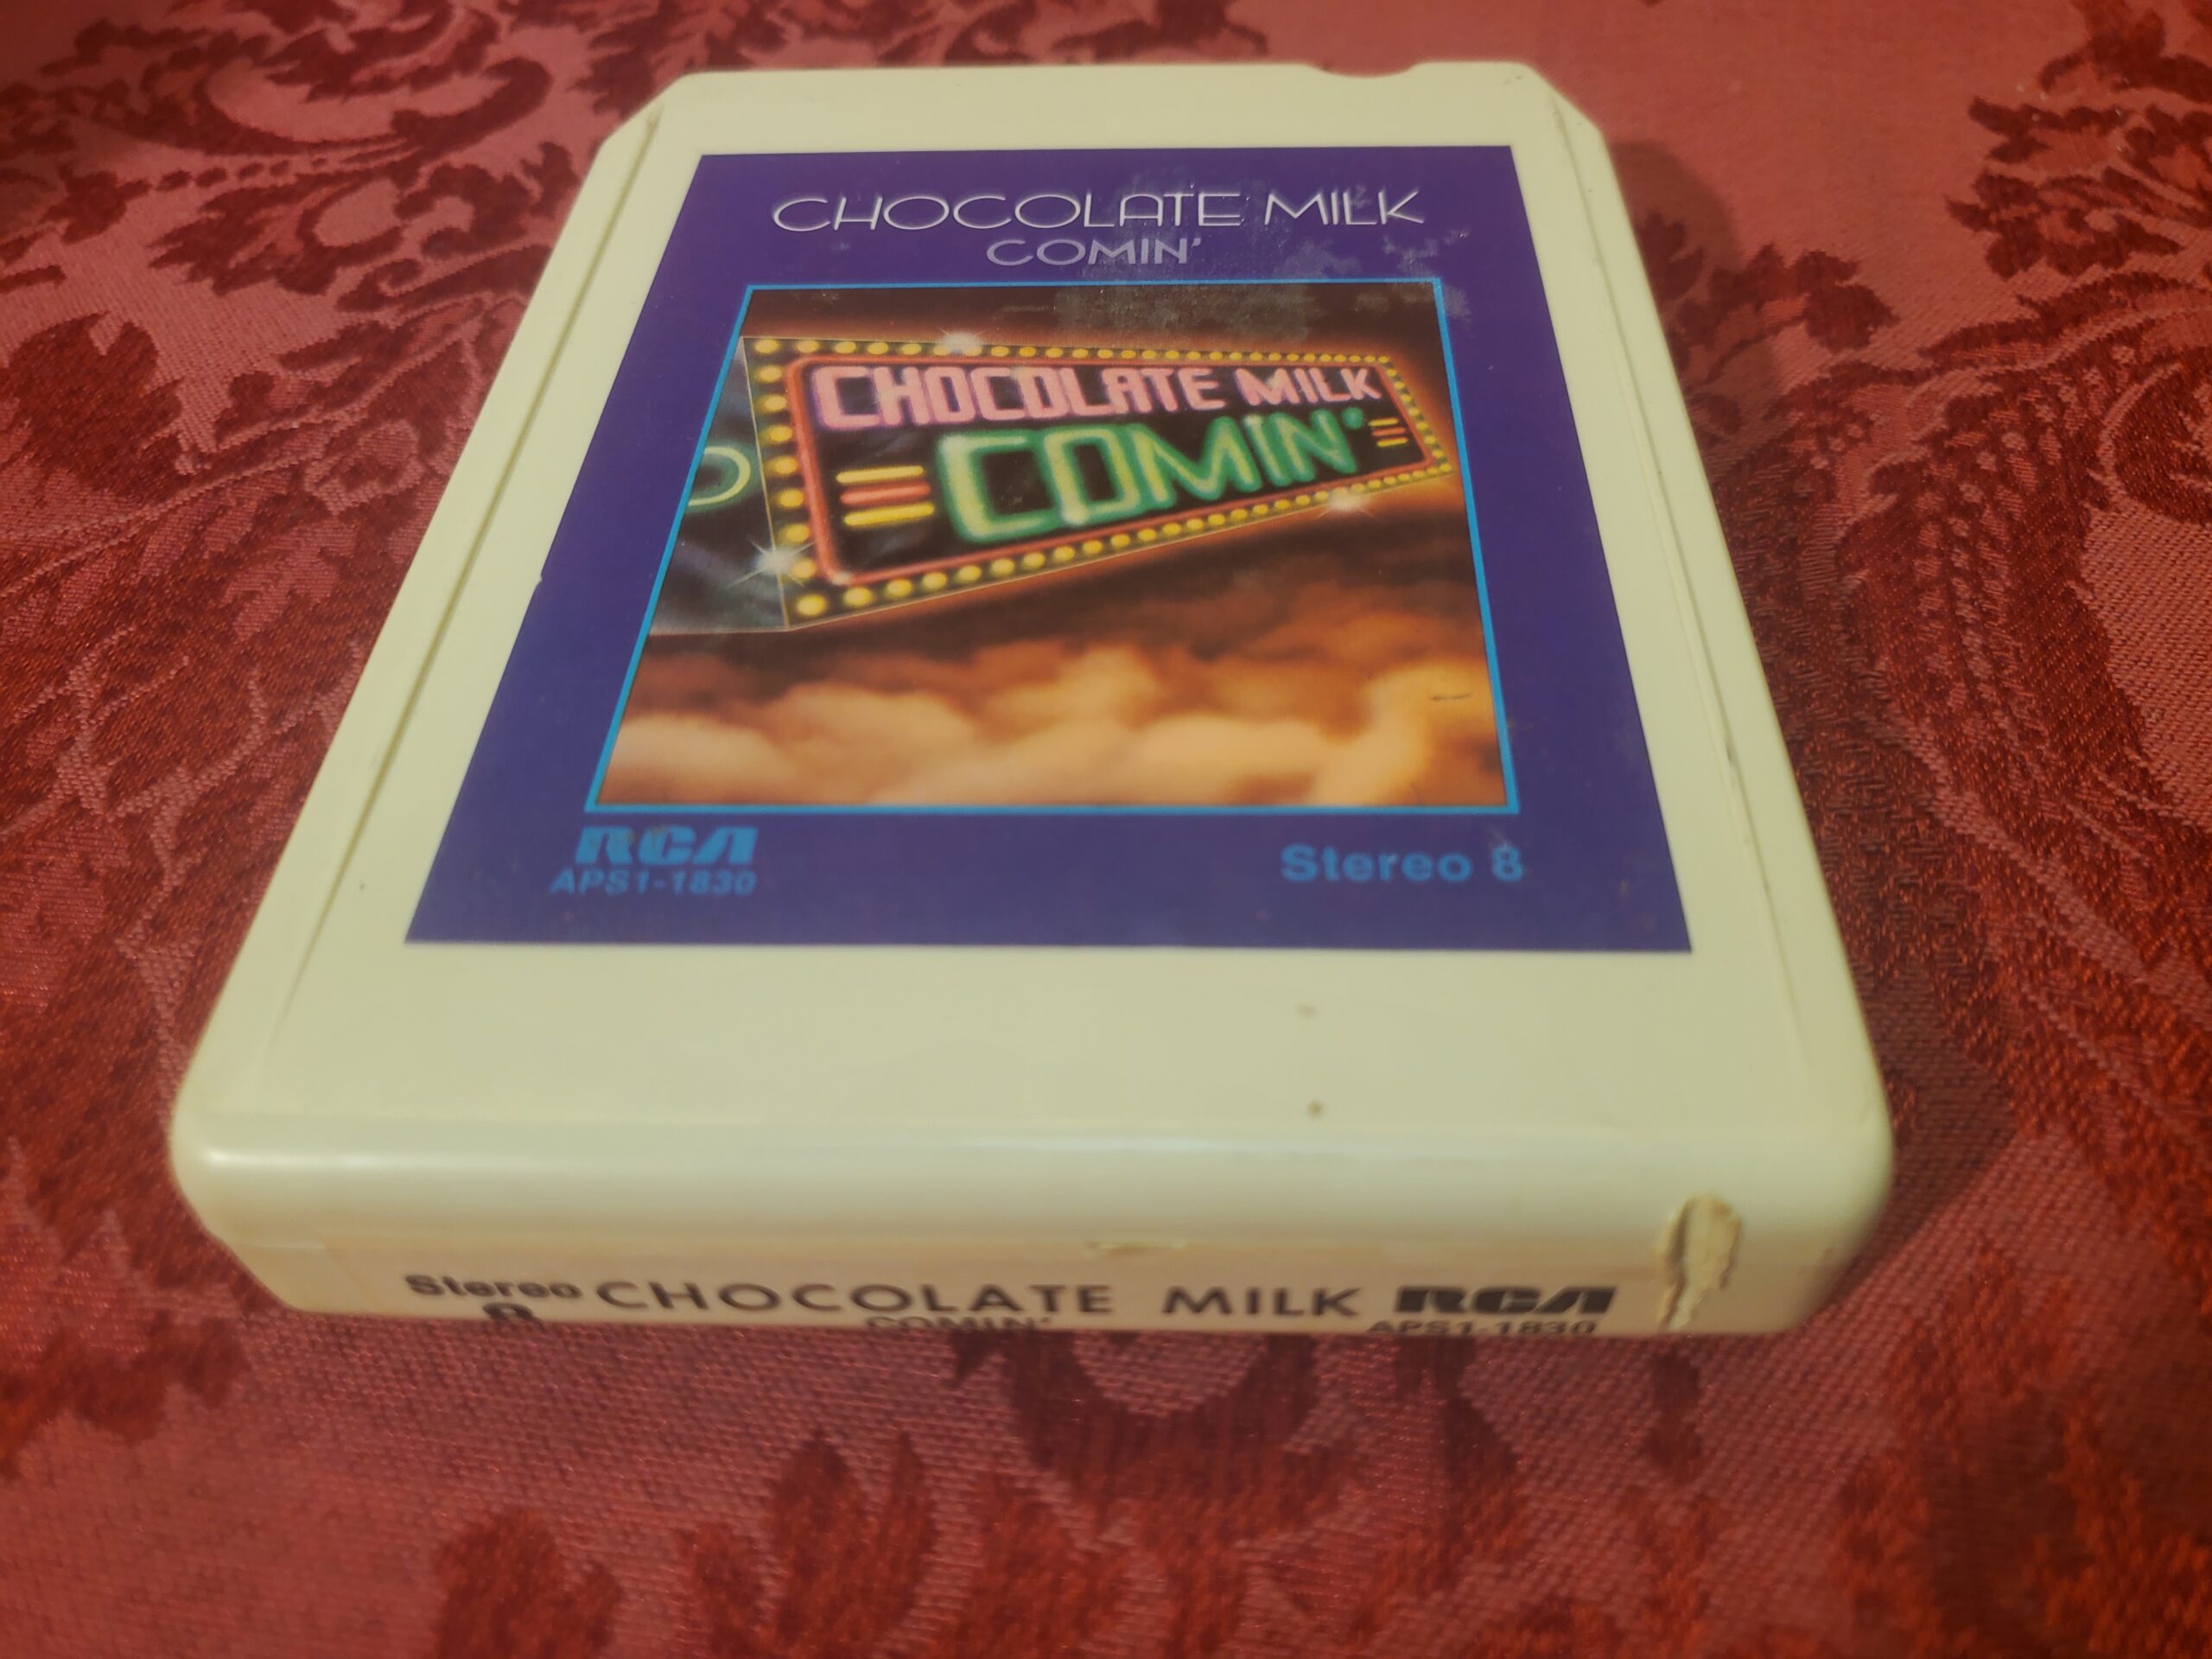 CHOCOLATE MILK
COMIN'
CHOCOLATE MILK
COMIN'
RCA
APS1-1830
Stereo 8
Stereo
8
CHOCOLATE MILK
COMIN'
RCA
APS1-1830